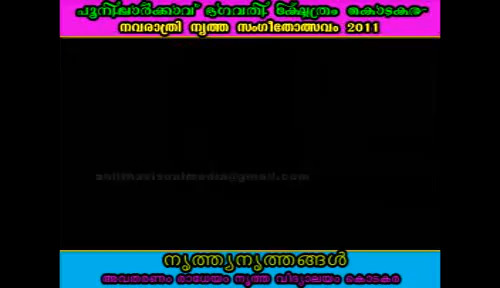 പൂനിലാർക്കാവ് ഭഗവതി ക്ഷേത്രം കൊടകര-
നവരാത്രി നൃത്ത സംഗീതോത്സവം 2011
നൃത്ത്യനൃത്തങ്ങൾ
അവതരണം രാധേയം നൃത്ത വിദ്യാലയം കൊടകര